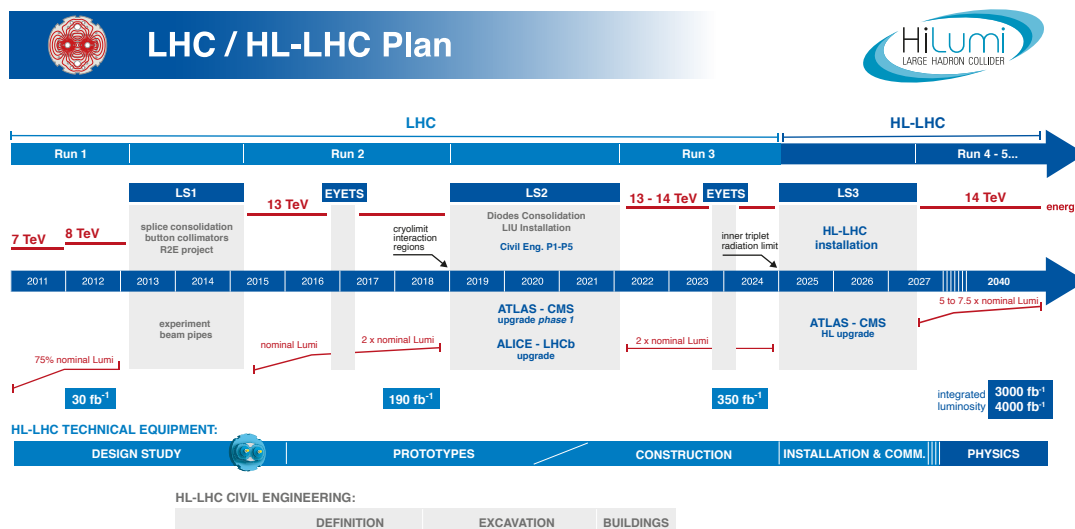 LHC / HL-LHC Plan
HiLumi
LARGE HADRON COLLIDER
LHC
HL-LHC
Run 1
Run 2
Run 3
Run 4 - 5...
LS1
EYETS
LS2
EYETS
LS3
13 TeV
13 - 14 TeV
14 TeV
energ
7 TeV
8 TeV
splice consolidation
button collimators
R2E project
cryolimit
interaction
regions
Diodes Consolidation
LIU Installation
Civil Eng. P1-P5
inner triplet
radiation limit
HL-LHC
installation
2011 2012 2013 2014 2015 2016 2017 2018 2019 2020 2021 2022 2023 2024 2025 2026 2027 2040
5 to 7.5 x nominal Lumi
experiment
beam pipes
ATLAS - CMS
upgrade phase 1
ALICE - LHCb
upgrade
ATLAS - CMS
HL upgrade
75% nominal Lumi
nominal Lumi
2 x nominal Lumi
2 x nominal Lumi
30 fb⁻¹
190 fb⁻¹
350 fb⁻¹
integrated
luminosity
3000 fb⁻¹
4000 fb⁻¹
HL-LHC TECHNICAL EQUIPMENT:
DESIGN STUDY
PROTOTYPES
CONSTRUCTION
INSTALLATION & COMM.
PHYSICS
HL-LHC CIVIL ENGINEERING:
DEFINITION
EXCAVATION
BUILDINGS